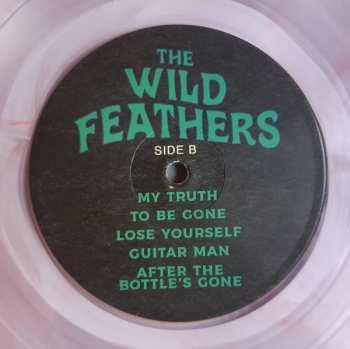 THE
WILD
FEATHERS
SIDE B
MY TRUTH
TO BE GONE
LOSE YOURSELF
GUITAR MAN
AFTER THE
BOTTLE'S GONE